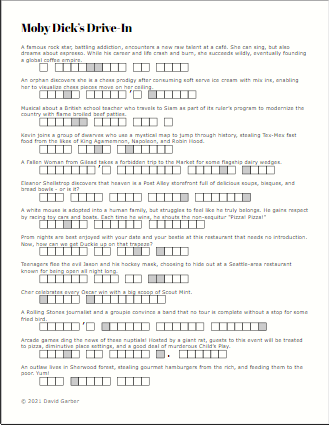 Moby Dick's Drive-In
A famous rock star, battling addiction, encounters a new raw talent at a café. She can sing, but also
dreams about espresso. While his career and life crash and burn, she succeeds wildly, eventually founding
a global coffee empire.
An orphan discovers she is a chess prodigy after consuming soft serve ice cream with mix ins, enabling
her to visualize chess pieces move on her ceiling.
Musical about a British school teacher who travels to Siam as part of its ruler's program to modernize the
country with flame broiled beef patties.
Kevin joins a group of dwarves who use a mystical map to jump through history, stealing Tex-Mex fast
food from the likes of King Agamemnon, Napoleon, and Robin Hood.
A Fallen Woman from Gilead takes a forbidden trip to the Market for some flagship dairy wedges.
Eleanor Shellstrop discovers that heaven is a Post Alley storefront full of delicious soups, bisques, and
bread bowls - or is it?
A white mouse is adopted into a human family, but struggles to feel like he truly belongs. He gains respect
by racing toy cars and boats. Each time he wins, he shouts the non-sequitur "Pizza! Pizza!"
Prom nights are best enjoyed with your date and your bestie at this restaurant that needs no introduction.
Now, how can we get Duckie up on that trapeze?
Teenagers flee the evil Jason and his hockey mask, choosing to hide out at a Seattle-area restaurant
known for being open all night long.
Cher celebrates every Oscar win with a big scoop of Scout Mint.
A Rolling Stones journalist and a groupie convince a band that no tour is complete without a stop for some
fried bird.
Arcade games ding the news of these nuptials! Hosted by a giant rat, guests to this event will be treated
to pizza, diminutive place settings, and a good deal of murderous Child's Play.
An outlaw lives in Sherwood forest, stealing gourmet hamburgers from the rich, and feeding them to the
poor. Yum!
© 2021 David Garber